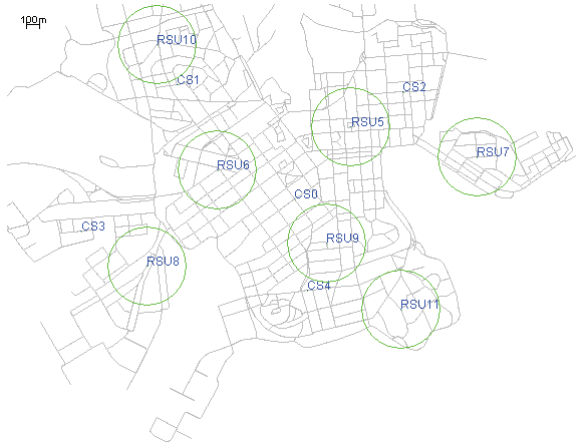 100m
RSU10
CS1
CS2
RSU5
RSU7
RSU6
CS0
CS3
RSU9
RSU8
CS4
RSU11